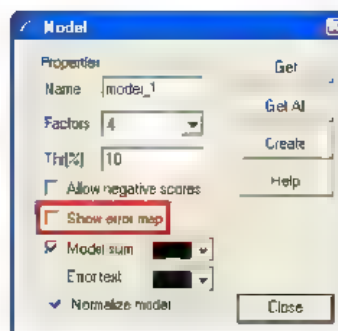 Model
Properties
Get
Name model_1
Get All
Factors 4
Create
Thr[%] 10
Help
Allow negative scores
Show error map
Model sum
Error text
Normalize model
Close